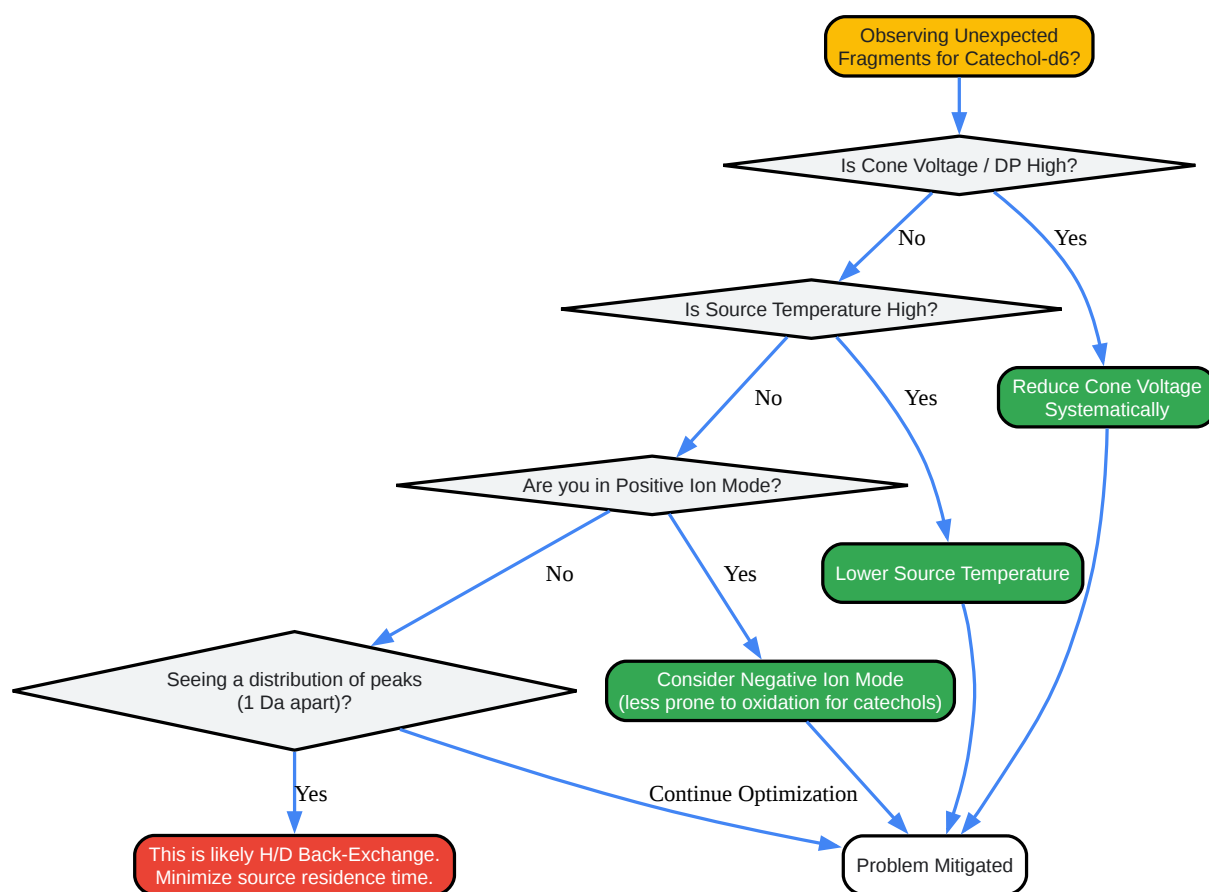 Observing Unexpected
Fragments for Catechol-d6?
Is Cone Voltage / DP High?
No
Yes
Is Source Temperature High?
Reduce Cone Voltage
Systematically
No
Yes
Are you in Positive Ion Mode?
Lower Source Temperature
No
Yes
Seeing a distribution of peaks
(1 Da apart)?
Consider Negative Ion Mode
(less prone to oxidation for catechols)
Yes
Continue Optimization
This is likely H/D Back-Exchange.
Minimize source residence time.
Problem Mitigated